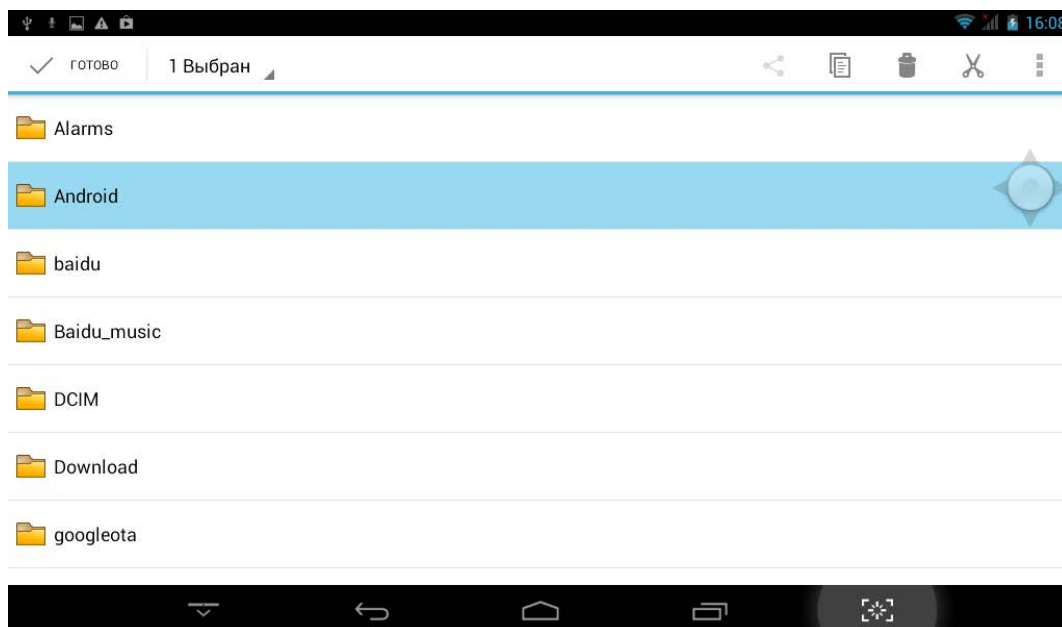 16:08
ГОТОВО 1 Выбран
Alarms
Android
baidu
Baidu_music
DCIM
Download
googleota